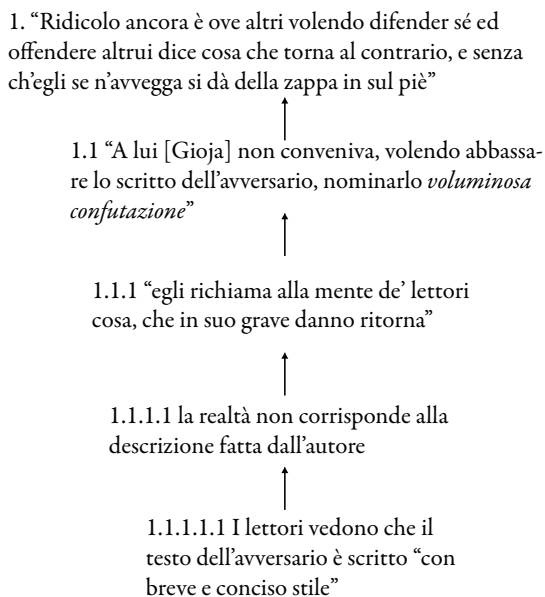 1. “Ridicolo ancora è ove altri volendo difender sé ed
offendere altrui dice cosa che torna al contrario, e senza
ch’egli se n’avvegga si dà della zappa in sul piè”
1.1 “A lui [Gioja] non conveniva, volendo abbassa-
re lo scritto dell’avversario, nominarlo voluminosa
confutazione”
1.1.1 “egli richiama alla mente de’ lettori
cosa, che in suo grave danno ritorna”
1.1.1.1 la realtà non corrisponde alla
descrizione fatta dall’autore
1.1.1.1.1 I lettori vedono che il
testo dell’avversario è scritto “con
breve e conciso stile”